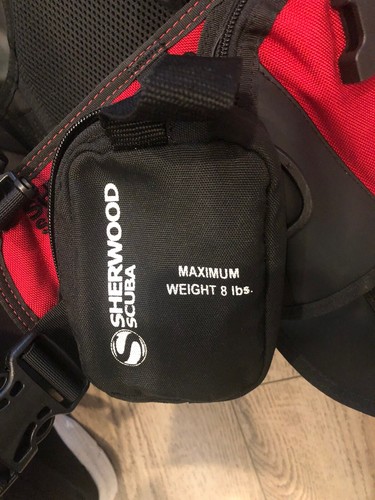 SHERWOOD
SCUBA
MAXIMUM
WEIGHT 8 lbs.